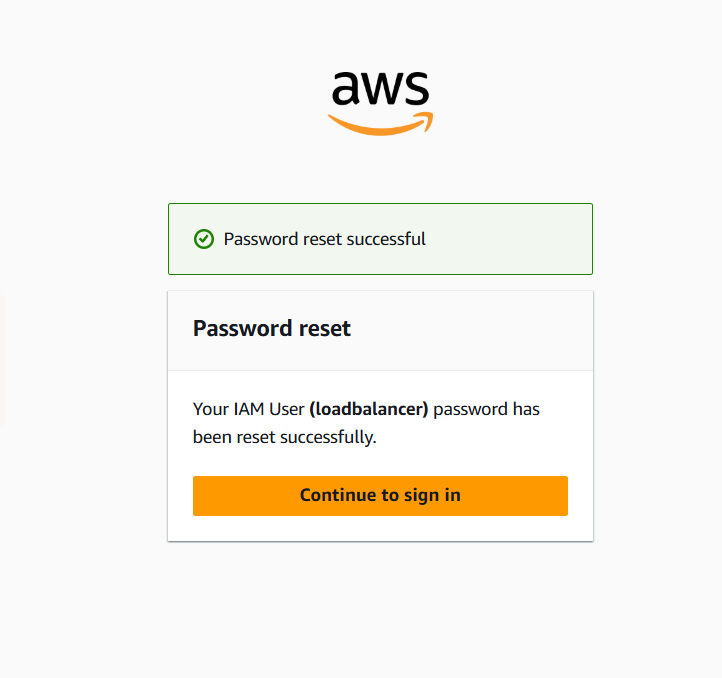 aws
Password reset successful
Password reset
Your IAM User (loadbalancer) password has
been reset successfully.
Continue to sign in